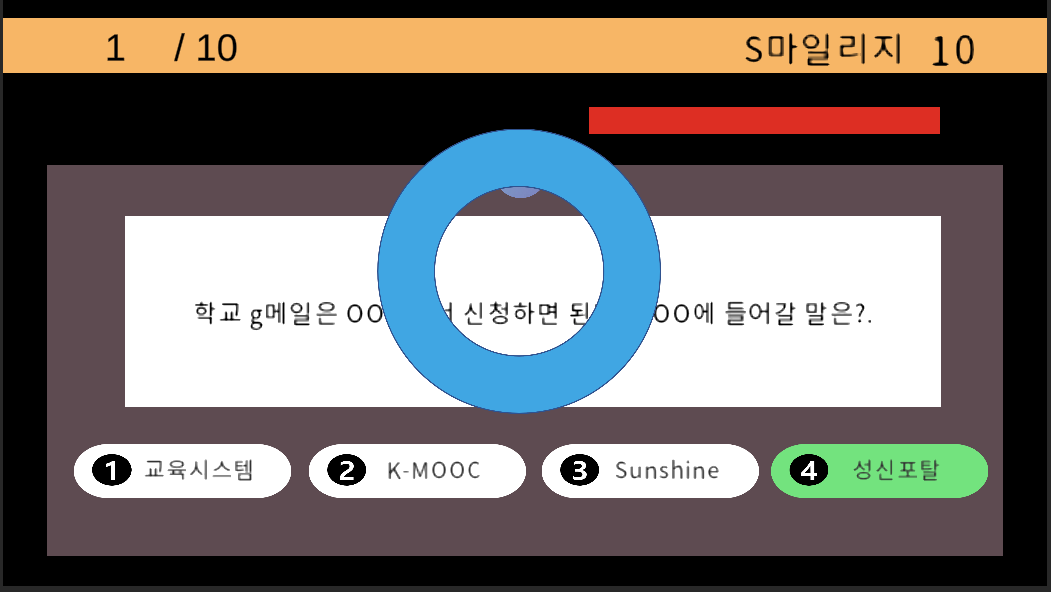 1 / 10
S마일리지 10
학교 g메일은 OO 신청하면 OO에 들어갈 말은?.
1 교육시스템
2 K-MOOC
3 Sunshine
4 성신포탈